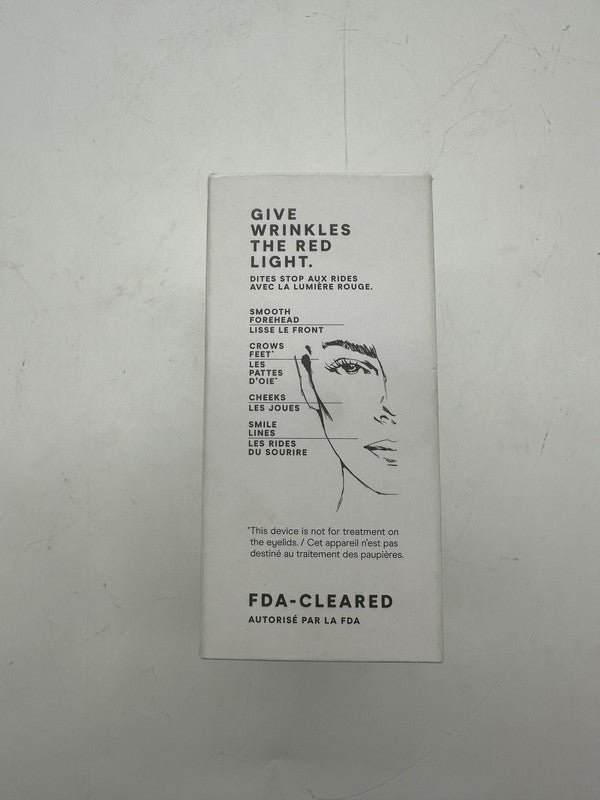 GIVE
WRINKLES
THE RED
LIGHT.
DITES STOP AUX RIDES
AVEC LA LUMIÈRE ROUGE.
SMOOTH
FOREHEAD
LISSE LE FRONT
CROWS
FEET*
LES
PATTES
D'OIE*
CHEEKS
LES JOUES
SMILE
LINES
LES RIDES
DU SOURIRE
*This device is not for treatment on
the eyelids. / Cet appareil n'est pas
destiné au traitement des paupières.
FDA-CLEARED
AUTORISÉ PAR LA FDA